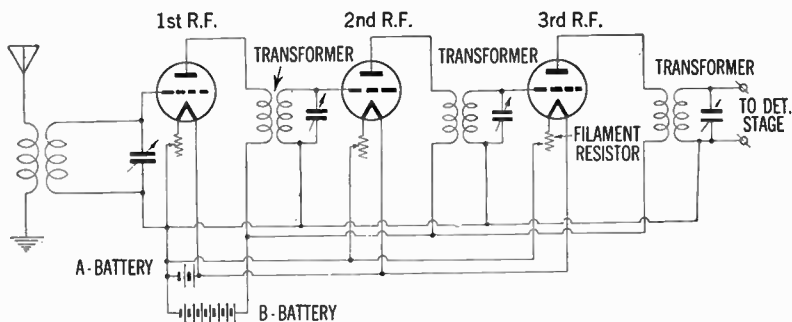 1st R.F.
2nd R.F.
3rd R.F.
TRANSFORMER
TRANSFORMER
TRANSFORMER
TO DET.
STAGE
FILAMENT
RESISTOR
A-BATTERY
B-BATTERY